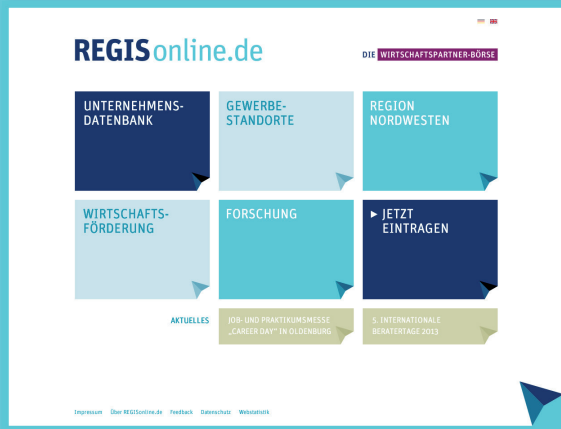 REGISonline.de
DIE WIRTSCHAFTSPARTNER-BÖRSE
UNTERNEHMENS-
DATENBANK
GEWERBE-
STANDORTE
REGION
NORDWESTEN
WIRTSCHAFTS-
FÖRDERUNG
FORSCHUNG
JETZT
EINTRAGEN
AKTUELLES
JOB- UND PRAKTIKUMSMESSE
„CAREER DAY" IN OLDENBURG
5. INTERNATIONALE
BERATERTAGE 2013
Impressum Über REGISonline.de Feedback Datenschutz Webstatistik